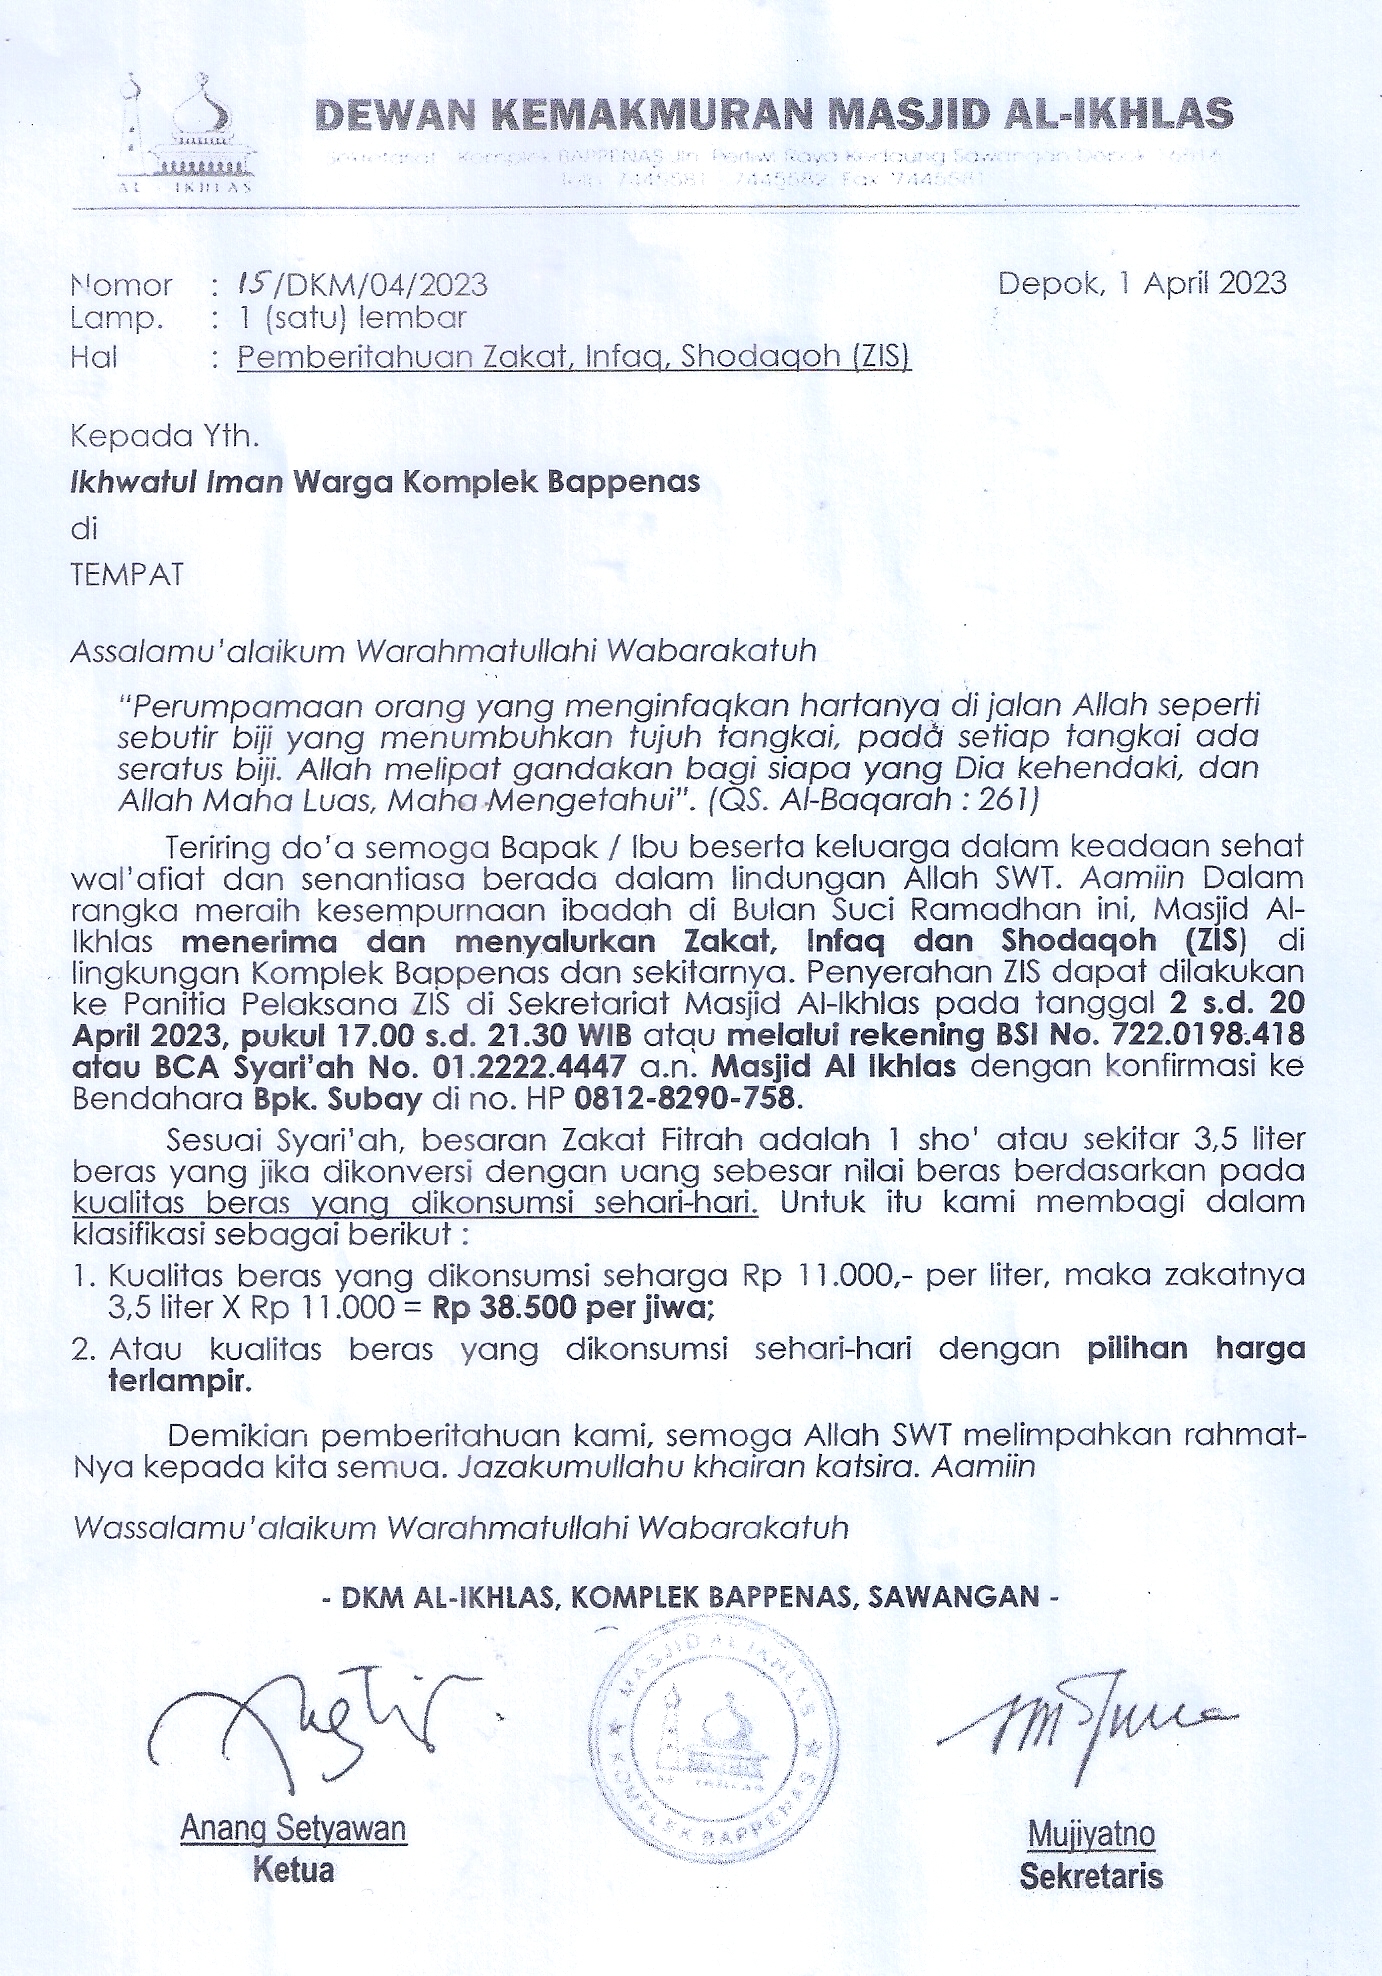 DEWAN KEMAKMURAN MASJID AL-IKHLAS
Sekretariat : Komplek BAPPENAS Jln. Pertiwi Raya Kedaung Sawangan Depok 16516
Telp. 7445581 - 7445582, Fax. 7445581
AL - IKHLAS
Nomor : 15/DKM/04/2023
Depok, 1 April 2023
Lamp. : 1 (satu) lembar
Hal : Pemberitahuan Zakat, Infaq, Shodaqoh (ZIS)
Kepada Yth.
Ikhwatul Iman Warga Komplek Bappenas
di
TEMPAT
Assalamu'alaikum Warahmatullahi Wabarakatuh
"Perumpamaan orang yang menginfaqkan hartanya di jalan Allah seperti
sebutir biji yang menumbuhkan tujuh tangkai, pada setiap tangkai ada
seratus biji. Allah melipat gandakan bagi siapa yang Dia kehendaki, dan
Allah Maha Luas, Maha Mengetahui". (QS. Al-Baqarah : 261)
Teriring do'a semoga Bapak / Ibu beserta keluarga dalam keadaan sehat
wal'afiat dan senantiasa berada dalam lindungan Allah SWT. Aamiin Dalam
rangka meraih kesempurnaan ibadah di Bulan Suci Ramadhan ini, Masjid Al-
Ikhlas menerima dan menyalurkan Zakat, Infaq dan Shodaqoh (ZIS) di
lingkungan Komplek Bappenas dan sekitarnya. Penyerahan ZIS dapat dilakukan
ke Panitia Pelaksana ZIS di Sekretariat Masjid Al-Ikhlas pada tanggal 2 s.d. 20
April 2023, pukul 17.00 s.d. 21.30 WIB atau melalui rekening BSI No. 722.0198.418
atau BCA Syari'ah No. 01.2222.4447 a.n. Masjid Al Ikhlas dengan konfirmasi ke
Bendahara Bpk. Subay di no. HP 0812-8290-758.
Sesuai Syari'ah, besaran Zakat Fitrah adalah 1 sho' atau sekitar 3,5 liter
beras yang jika dikonversi dengan uang sebesar nilai beras berdasarkan pada
kualitas beras yang dikonsumsi sehari-hari. Untuk itu kami membagi dalam
klasifikasi sebagai berikut :
1. Kualitas beras yang dikonsumsi seharga Rp 11.000,- per liter, maka zakatnya
3,5 liter X Rp 11.000 = Rp 38.500 per jiwa;
2. Atau kualitas beras yang dikonsumsi sehari-hari dengan pilihan harga
terlampir.
Demikian pemberitahuan kami, semoga Allah SWT melimpahkan rahmat-
Nya kepada kita semua. Jazakumullahu khairan katsira. Aamiin
Wassalamu'alaikum Warahmatullahi Wabarakatuh
- DKM AL-IKHLAS, KOMPLEK BAPPENAS, SAWANGAN -
MASJID AL IKHLAS
KOMPLEK BAPPENAS
Anang Setyawan
Ketua
Mujiyatno
Sekretaris